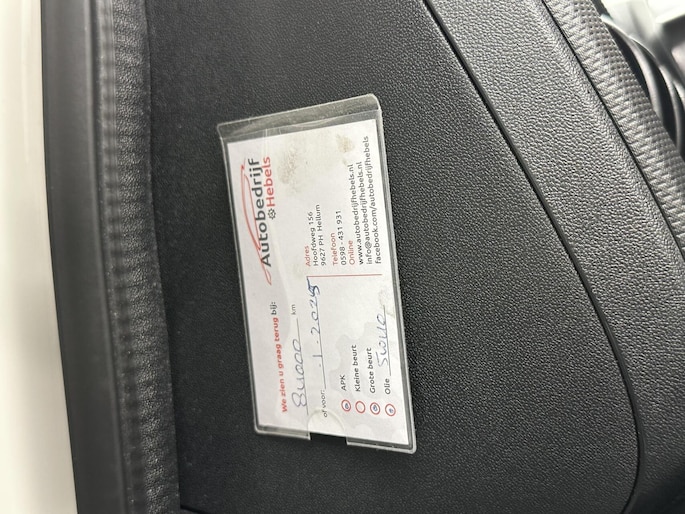 Autobedrijf
Hebels
We zien u graag terug bij:
84000 km
of voor: 1-2025
APK
Kleine beurt
Grote beurt
Olie 5W40
Adres
Hoofdweg 156
9627 PH Hellum
Telefoon
0598 - 431 931
Online
www.autobedrijfhebels.nl
info@autobedrijfhebels.nl
facebook.com/autobedrijfhebels